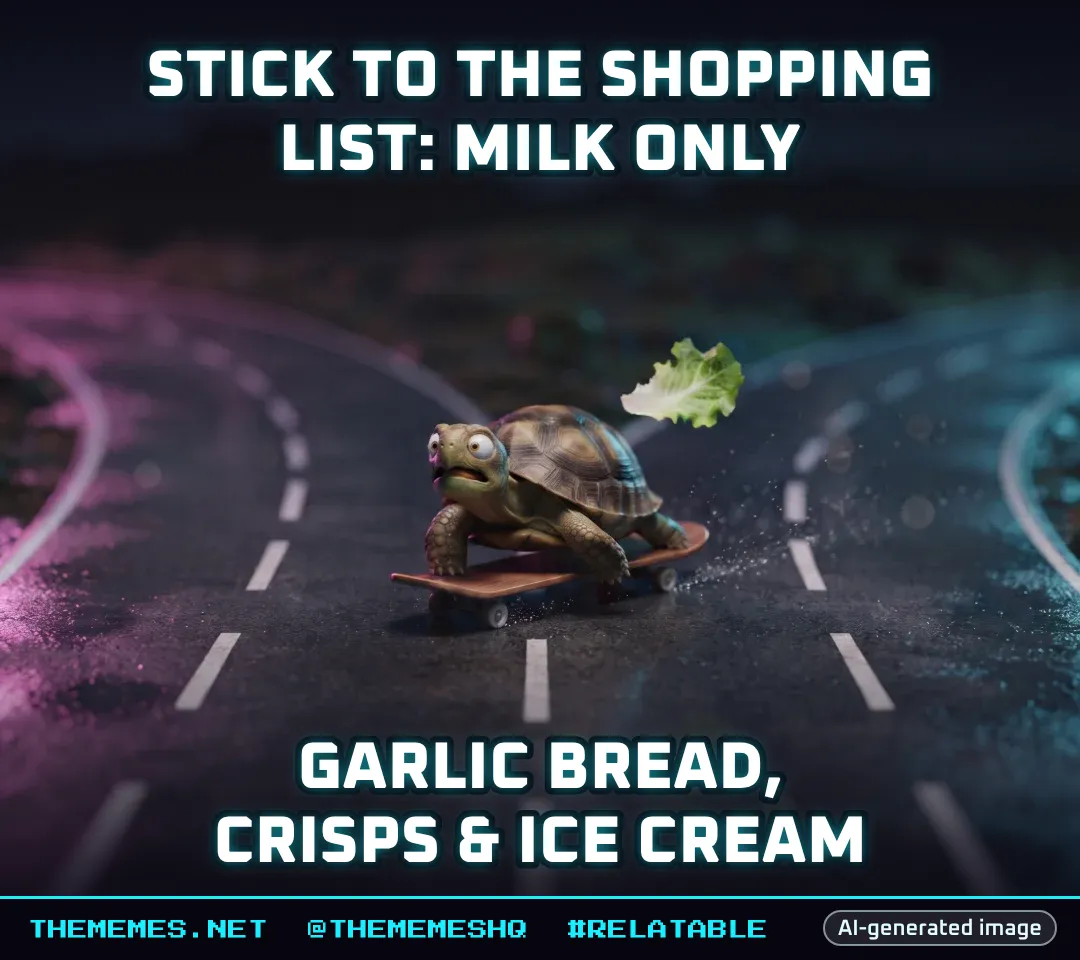 STICK TO THE SHOPPING
LIST: MILK ONLY
GARLIC BREAD,
CRISPS & ICE CREAM
THEMEMES.NET @THEMEMESHQ #RELATABLE AI-generated image